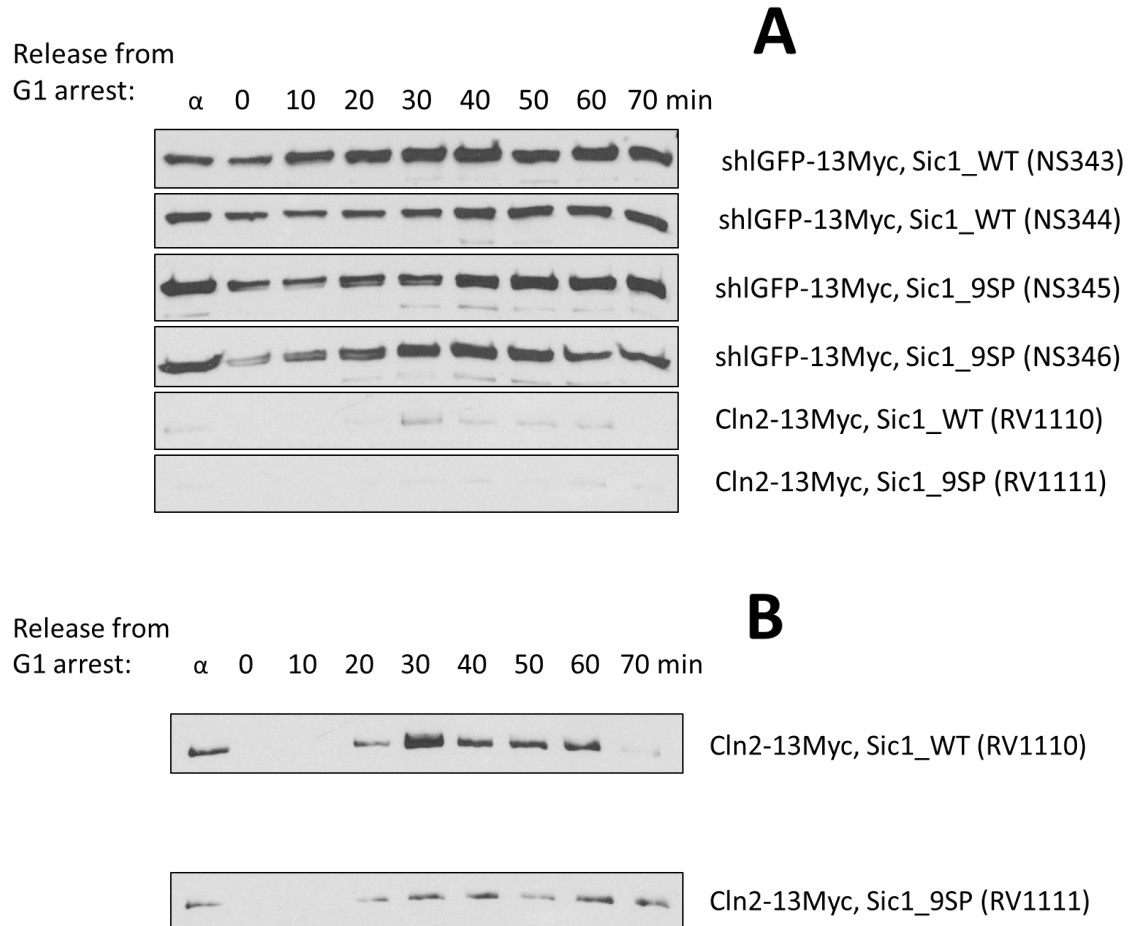 A
Release from
G1 arrest: α 0 10 20 30 40 50 60 70 min
shlGFP-13Myc, Sic1_WT (NS343)
shlGFP-13Myc, Sic1_WT (NS344)
shlGFP-13Myc, Sic1_9SP (NS345)
shlGFP-13Myc, Sic1_9SP (NS346)
Cln2-13Myc, Sic1_WT (RV1110)
Cln2-13Myc, Sic1_9SP (RV1111)
B
Release from
G1 arrest: α 0 10 20 30 40 50 60 70 min
Cln2-13Myc, Sic1_WT (RV1110)
Cln2-13Myc, Sic1_9SP (RV1111)